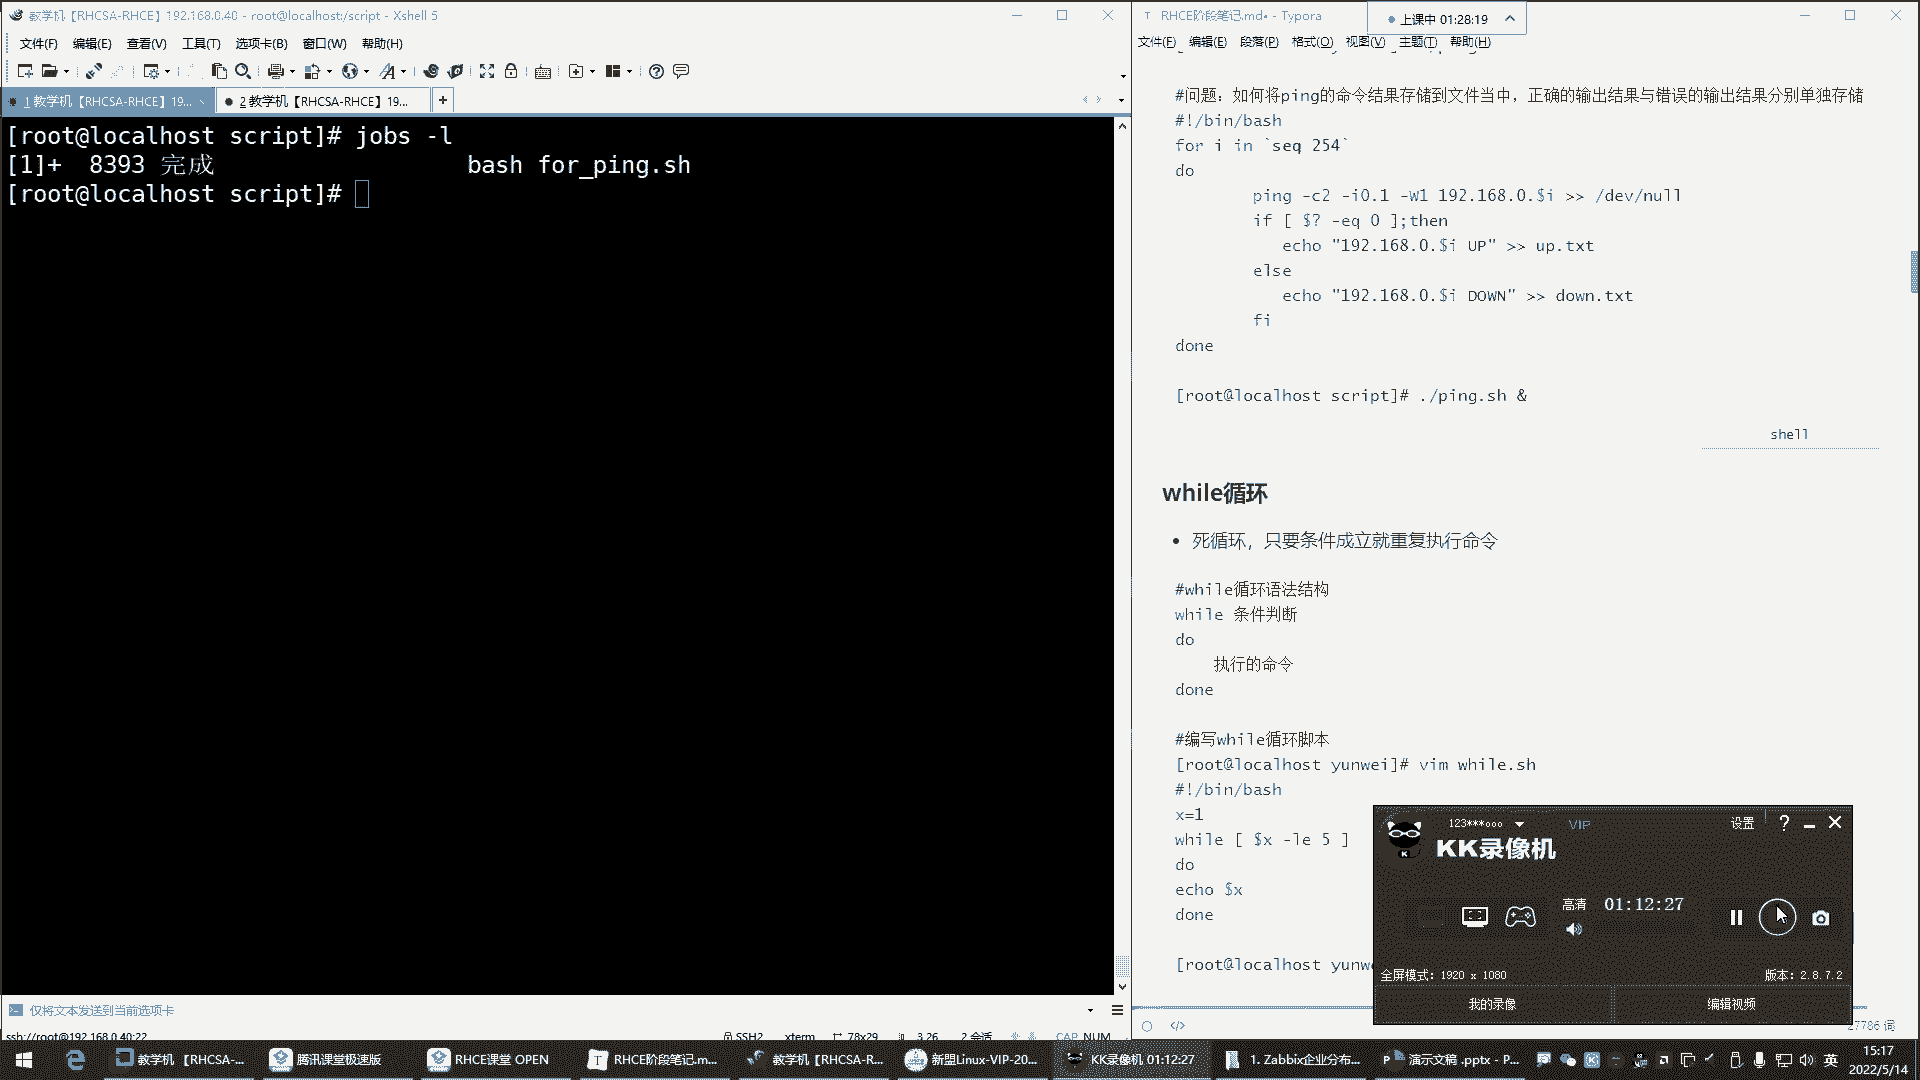 教学机【RHCSA-RHCE】192.168.0.40 - root@localhost:/script - Xshell 5
文件(F) 编辑(E) 查看(V) 工具(T) 选项卡(B) 窗口(W) 帮助(H)
1 教学机【RHCSA-RHCE】19...
2 教学机【RHCSA-RHCE】19...
[root@localhost script]# jobs -l
[1]+ 8393 完成 bash for_ping.sh
[root@localhost script]#
仅将文本发送到当前选项卡
ssh://root@192.168.0.40:22
SSH2 xterm 78x29 3,26 2 会话 CAP NUM
RHCE阶段笔记.md• - Typora
上课中 01:28:19
文件(F) 编辑(E) 段落(P) 格式(O) 视图(V) 主题(T) 帮助(H)
#问题：如何将ping的命令结果存储到文件当中，正确的输出结果与错误的输出结果分别单独存储
#!/bin/bash
for i in `seq 254`
do
ping -c2 -i0.1 -W1 192.168.0.$i >> /dev/null
if [ $? -eq 0 ];then
echo "192.168.0.$i UP" >> up.txt
else
echo "192.168.0.$i DOWN" >> down.txt
fi
done
[root@localhost script]# ./ping.sh &
shell
while循环
死循环，只要条件成立就重复执行命令
#while循环语法结构
while 条件判断
do
执行的命令
done
#编写while循环脚本
[root@localhost yunwei]# vim while.sh
#!/bin/bash
x=1
while [ $x -le 5 ]
do
echo $x
done
[root@localhost yunw
</> 27786 词
123***ooo VIP 设置 ?
KK录像机
高清 01:12:27
全屏模式：1920 x 1080 版本：2.8.7.2
我的录像 编辑视频
教学机 【RHCSA-... 腾讯课堂极速版 RHCE课堂 OPEN RHCE阶段笔记.m... 教学机【RHCSA-R... 新盟Linux-VIP-20... KK录像机 01:12:27 1. Zabbix企业分布... 演示文稿 .pptx - P... 英
15:17
2022/5/14